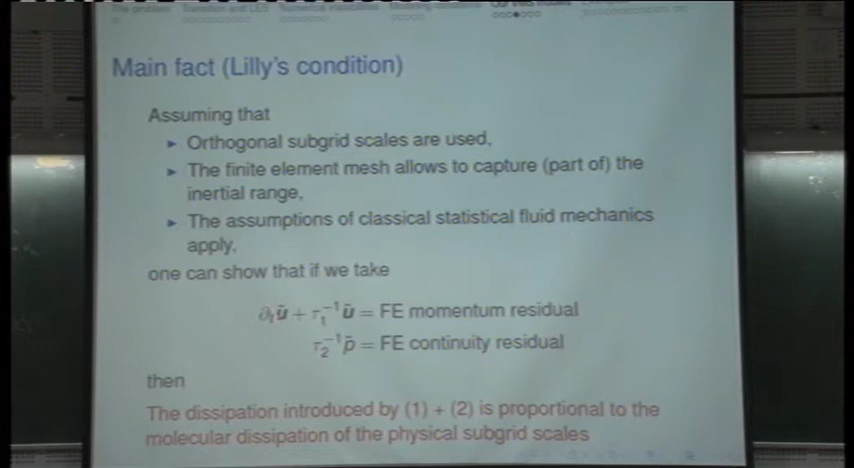 Main fact (Lilly's condition)
Assuming that
► Orthogonal subgrid scales are used,
► The finite element mesh allows to capture (part of) the
inertial range,
► The assumptions of classical statistical fluid mechanics
apply,
one can show that if we take
∂ₜũ + τ₁⁻¹ũ = FE momentum residual
τ₂⁻¹p̃ = FE continuity residual
then
The dissipation introduced by (1) + (2) is proportional to the
molecular dissipation of the physical subgrid scales